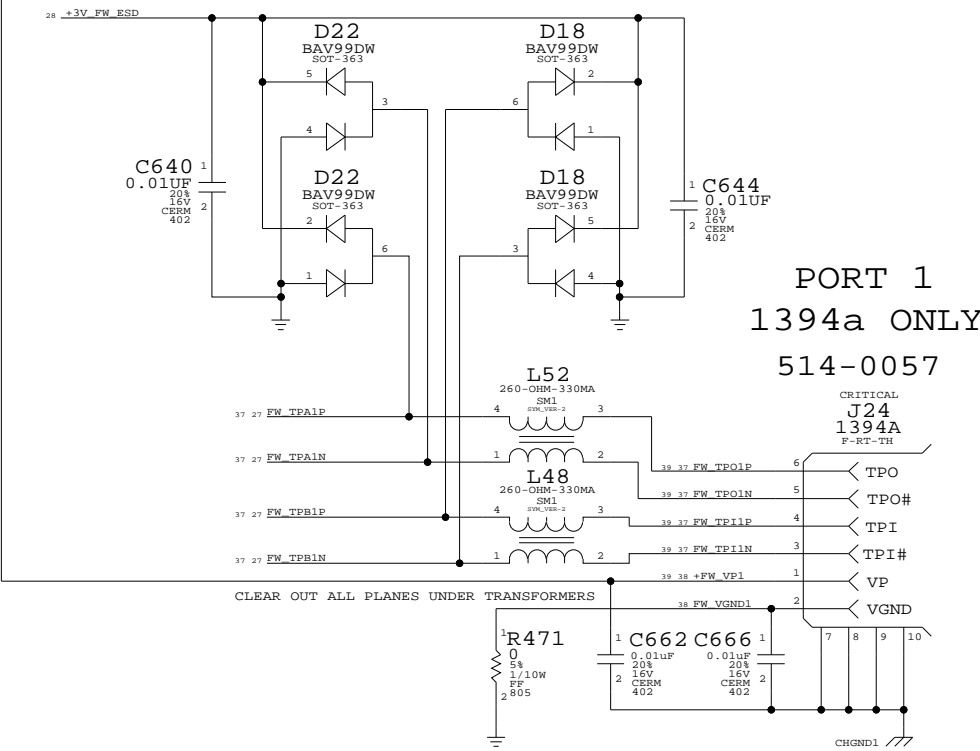 28 +3V_FW_ESD
D22
BAV99DW
SOT-363
5
3
4
D18
BAV99DW
SOT-363
2
6
1
C640
0.01UF
20%
16V
CERM
402
1
2
D22
BAV99DW
SOT-363
2
6
1
D18
BAV99DW
SOT-363
5
3
4
1
2
C644
0.01UF
20%
16V
CERM
402
PORT 1
1394a ONLY
514-0057
CRITICAL
J24
1394A
F-RT-TH
L52
260-OHM-330MA
SM1
SYM_VER-2
37 27 FW_TPA1P
4
3
37 27 FW_TPA1N
1
2
L48
260-OHM-330MA
SM1
SYM_VER-2
37 27 FW_TPB1P
4
3
37 27 FW_TPB1N
1
2
39 37 FW_TPO1P
6
TPO
39 37 FW_TPO1N
5
TPO#
39 37 FW_TPI1P
4
TPI
39 37 FW_TPI1N
3
TPI#
39 38 +FW_VP1
1
VP
38 FW_VGND1
2
VGND
CLEAR OUT ALL PLANES UNDER TRANSFORMERS
1
R471
0
5%
1/10W
FF
805
2
1
C662
0.01uF
20%
16V
CERM
402
2
C666
0.01uF
20%
16V
CERM
402
1
2
7
8
9
10
CHGND1